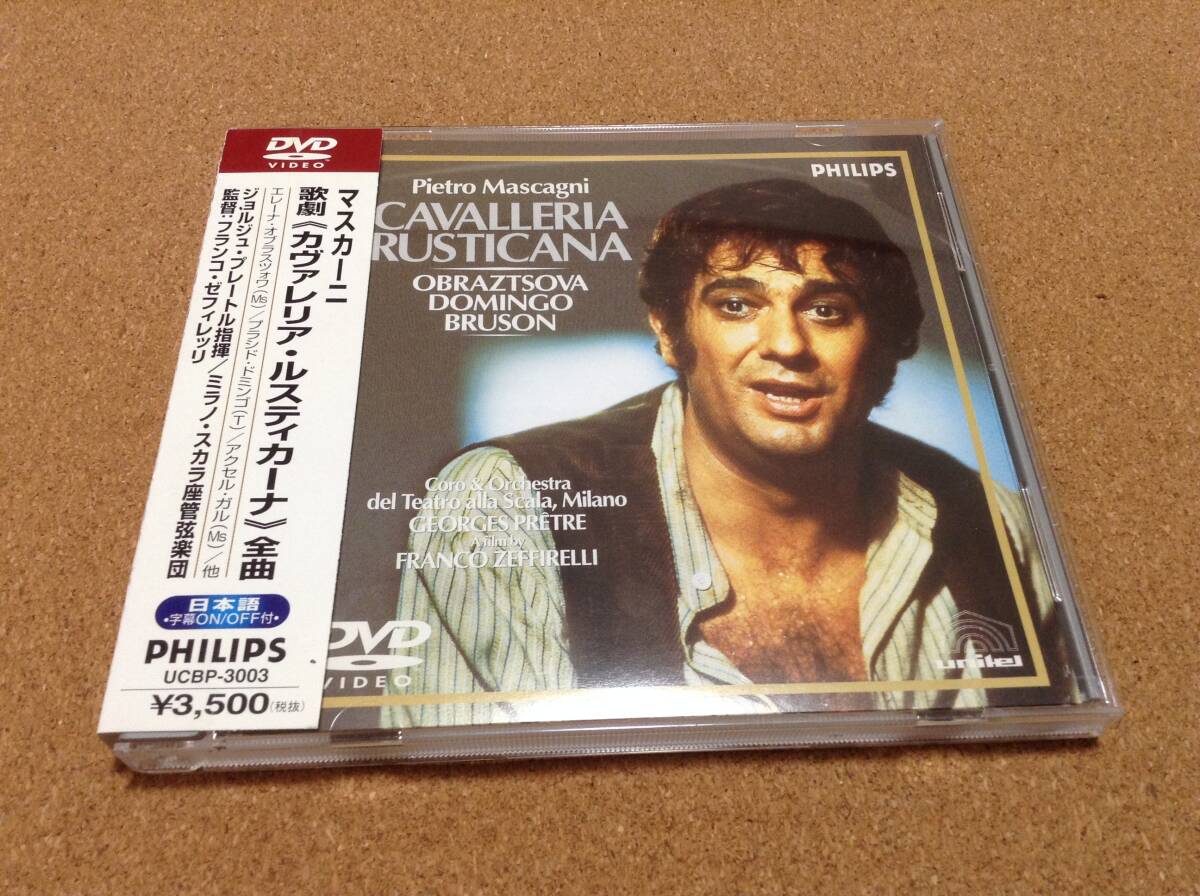 DVD
VIDEO
マスカーニ
歌劇《カヴァレリア・ルスティカーナ》全曲
エレーナ・オブラスツォワ(Ms)/プラシド・ドミンゴ(T)/アクセル・ガル(Ms)/他
ジョルジュ・プレートル指揮/ミラノ・スカラ座管弦楽団
監督:フランコ・ゼフィレッリ
日本語
•字幕ON/OFF付•
PHILIPS
UCBP-3003
¥3,500(税抜)
PHILIPS
Pietro Mascagni
CAVALLERIA
RUSTICANA
OBRAZTSOVA
DOMINGO
BRUSON
Coro & Orchestra
del Teatro alla Scala, Milano
GEORGES PRÊTRE
A film by
FRANCO ZEFFIRELLI
DVD
VIDEO
unitel